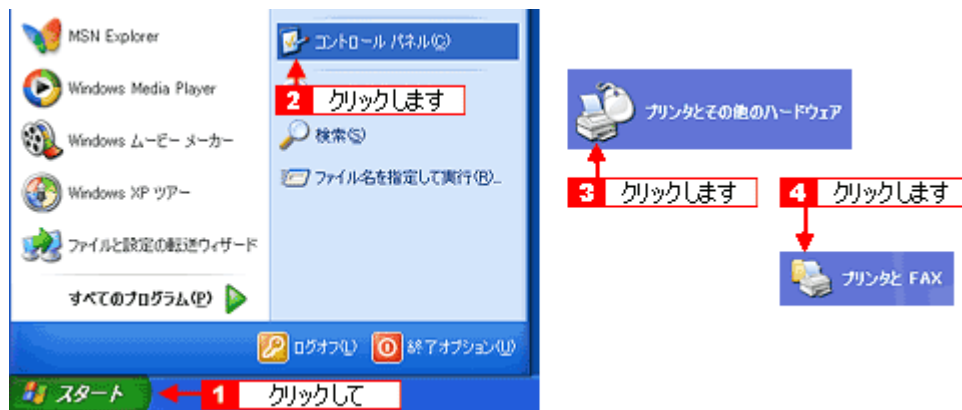 MSN Explorer
Windows Media Player
Windows ムービー メーカー
Windows XP ツアー
ファイルと設定の転送ウィザード
すべてのプログラム(P)
コントロール パネル(C)
2 クリックします
検索(S)
ファイル名を指定して実行(R)...
ログオフ(L)
終了オプション(U)
スタート
1 クリックして
プリンタとその他のハードウェア
3 クリックします
4 クリックします
プリンタと FAX